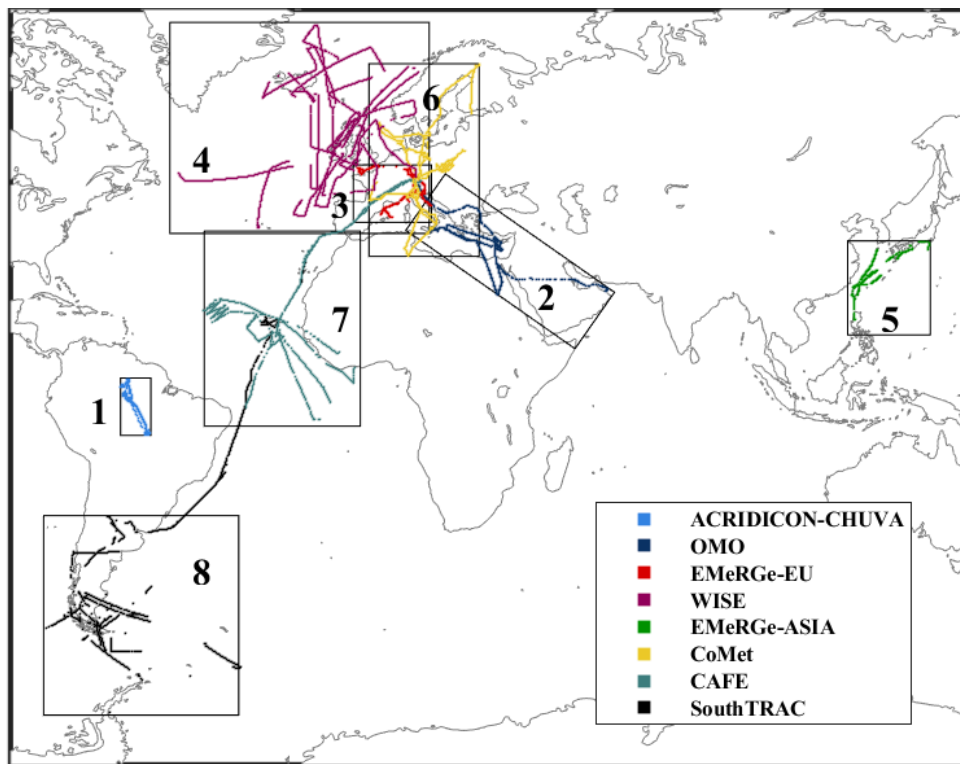 6
4
3
2
7
5
1
8
ACRIDICON-CHUVA
OMO
EMeRGe-EU
WISE
EMeRGe-ASIA
CoMet
CAFE
SouthTRAC